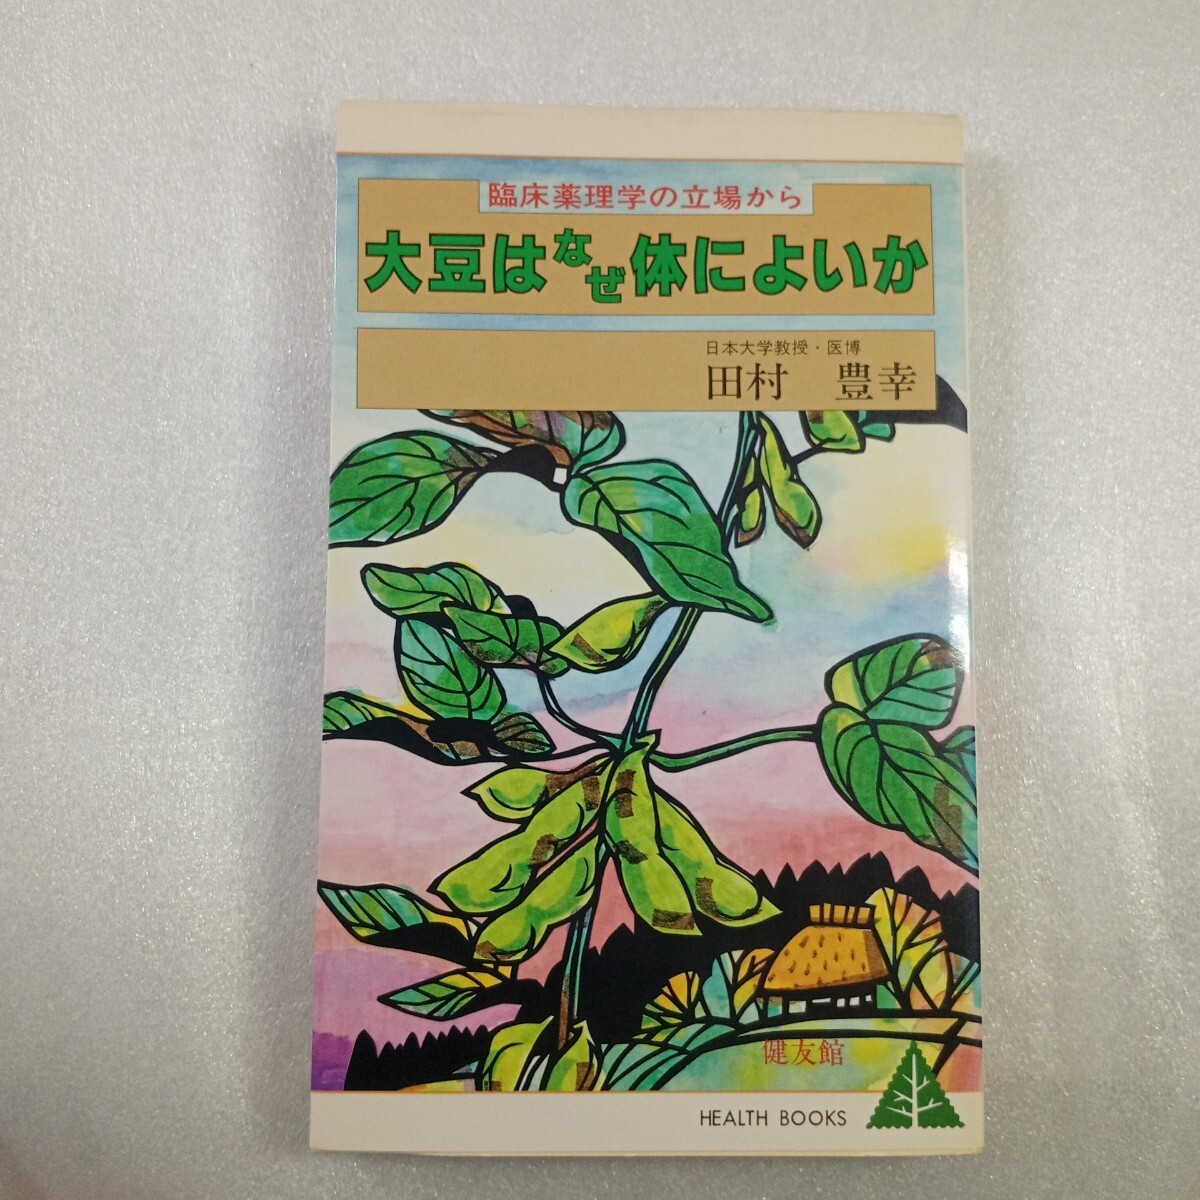 臨床薬理学の立場から
大豆はなぜ体によいか
日本大学教授・医博
田村 豊幸
健友館
HEALTH BOOKS